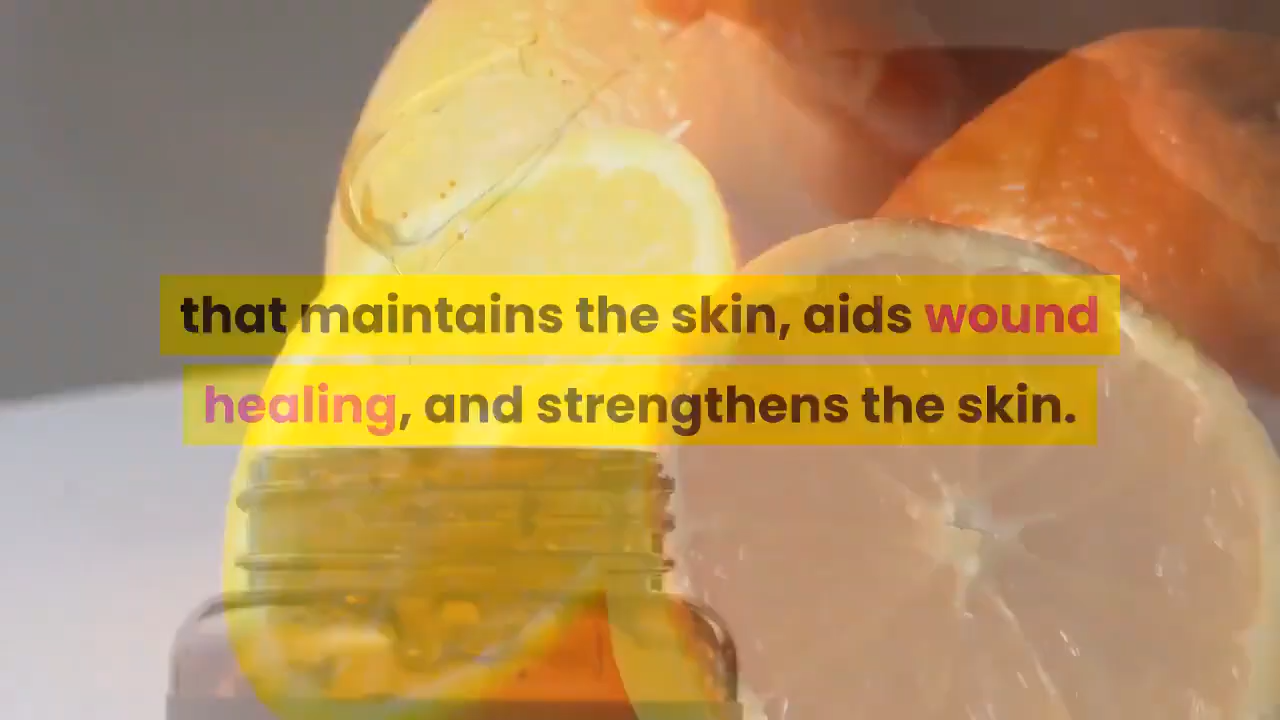 that maintains the skin, aids wound
healing, and strengthens the skin.